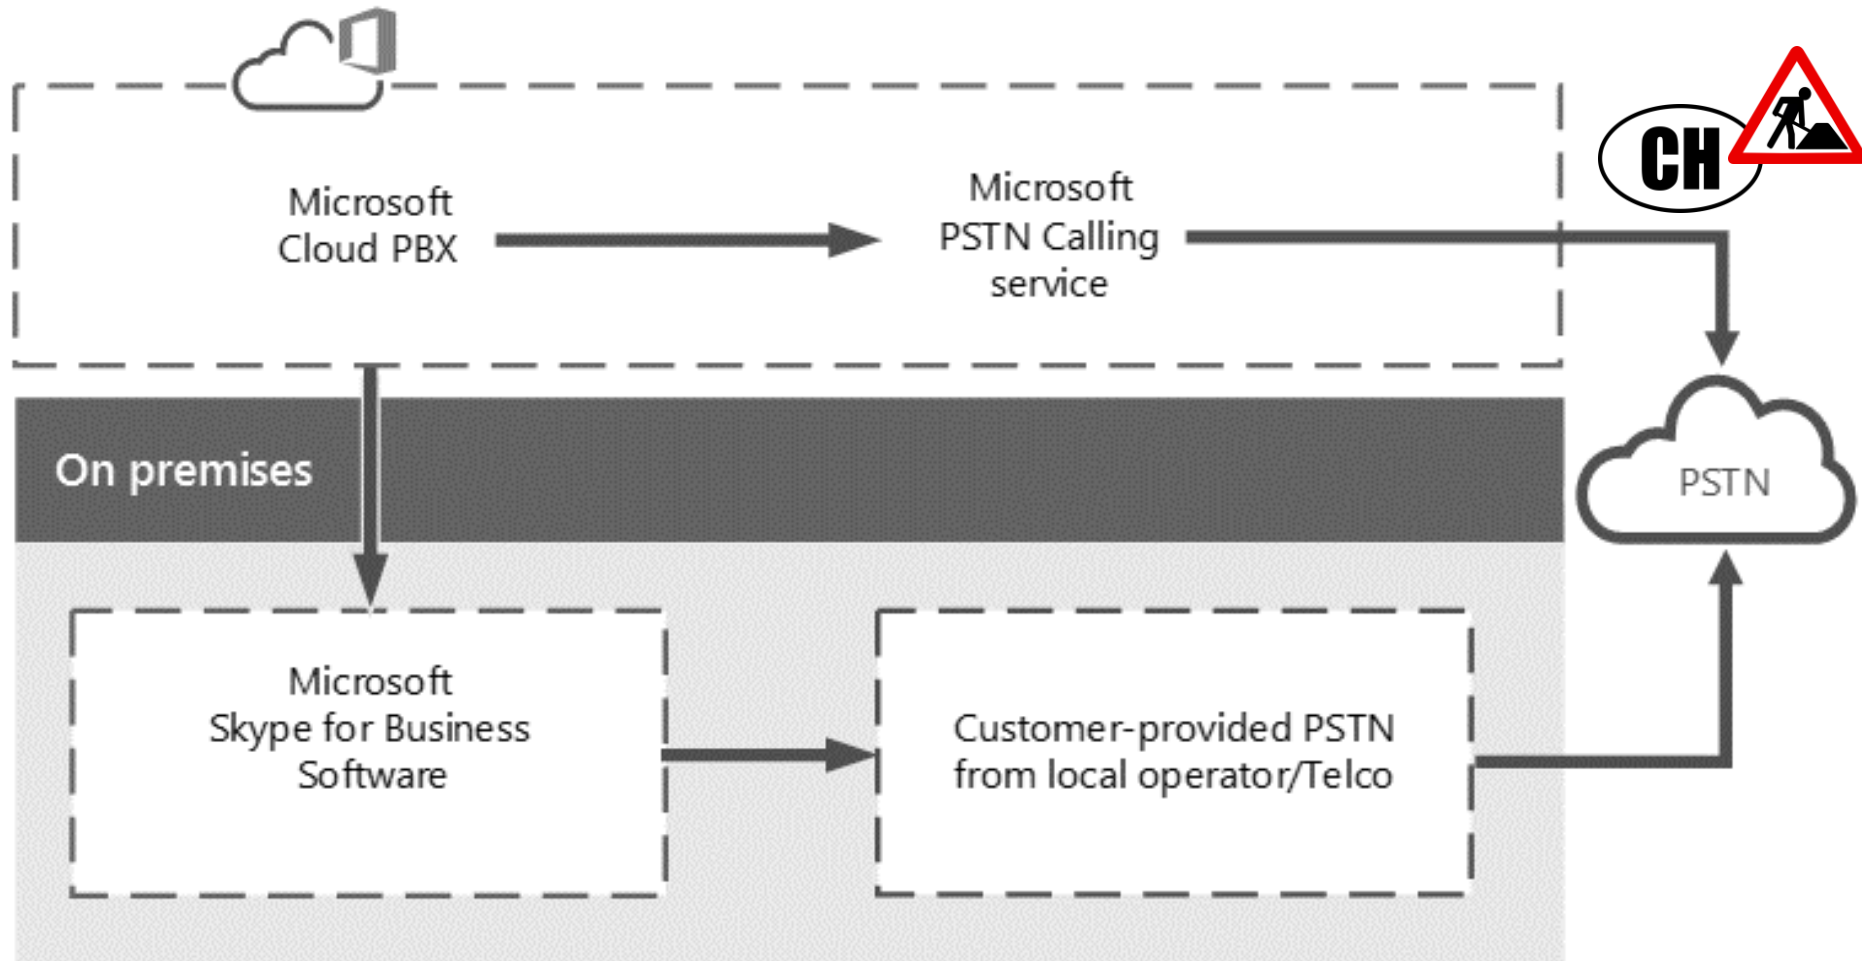 CH
Microsoft
Cloud PBX
Microsoft
PSTN Calling
service
On premises
PSTN
Microsoft
Skype for Business
Software
Customer-provided PSTN
from local operator/Telco